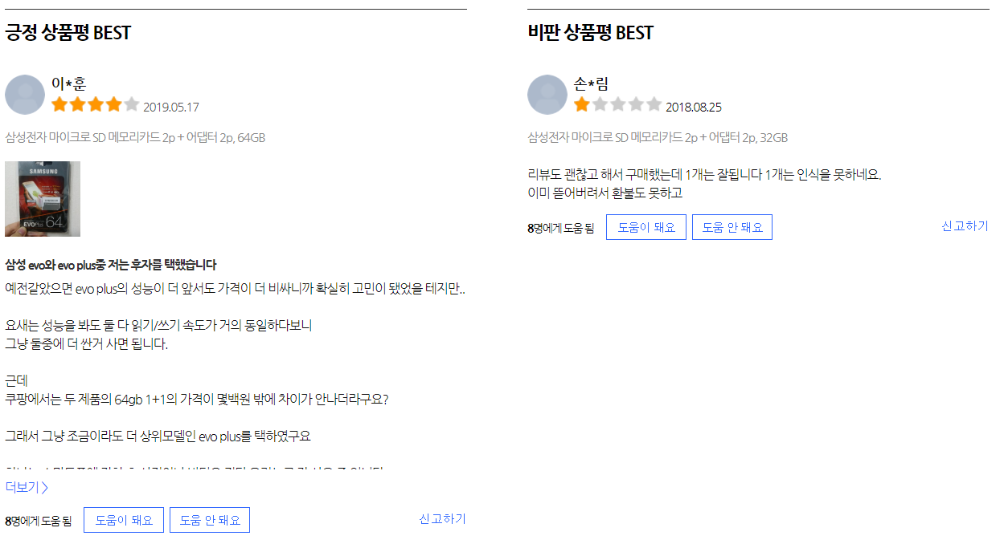 긍정 상품평 BEST
이*훈
2019.05.17
삼성전자 마이크로 SD 메모리카드 2p + 어댑터 2p, 64GB
SAMSUNG
EVO Plus 64
삼성 evo와 evo plus중 저는 후자를 택했습니다
예전같았으면 evo plus의 성능이 더 앞서도 가격이 더 비싸니까 확실히 고민이 됐었을 테지만..
요새는 성능을 봐도 둘 다 읽기/쓰기 속도가 거의 동일하다보니
그냥 둘중에 더 싼거 사면 됩니다.
근데
쿠팡에서는 두 제품의 64gb 1+1의 가격이 몇백원 밖에 차이가 안나더라구요?
그래서 그냥 조금이라도 더 상위모델인 evo plus를 택하였구요
더보기 >
8명에게 도움 됨
도움이 돼요
도움 안 돼요
신고하기
비판 상품평 BEST
손*림
2018.08.25
삼성전자 마이크로 SD 메모리카드 2p + 어댑터 2p, 32GB
리뷰도 괜찮고 해서 구매했는데 1개는 잘됩니다 1개는 인식을 못하네요.
이미 뜯어버려서 환불도 못하고
8명에게 도움 됨
도움이 돼요
도움 안 돼요
신고하기